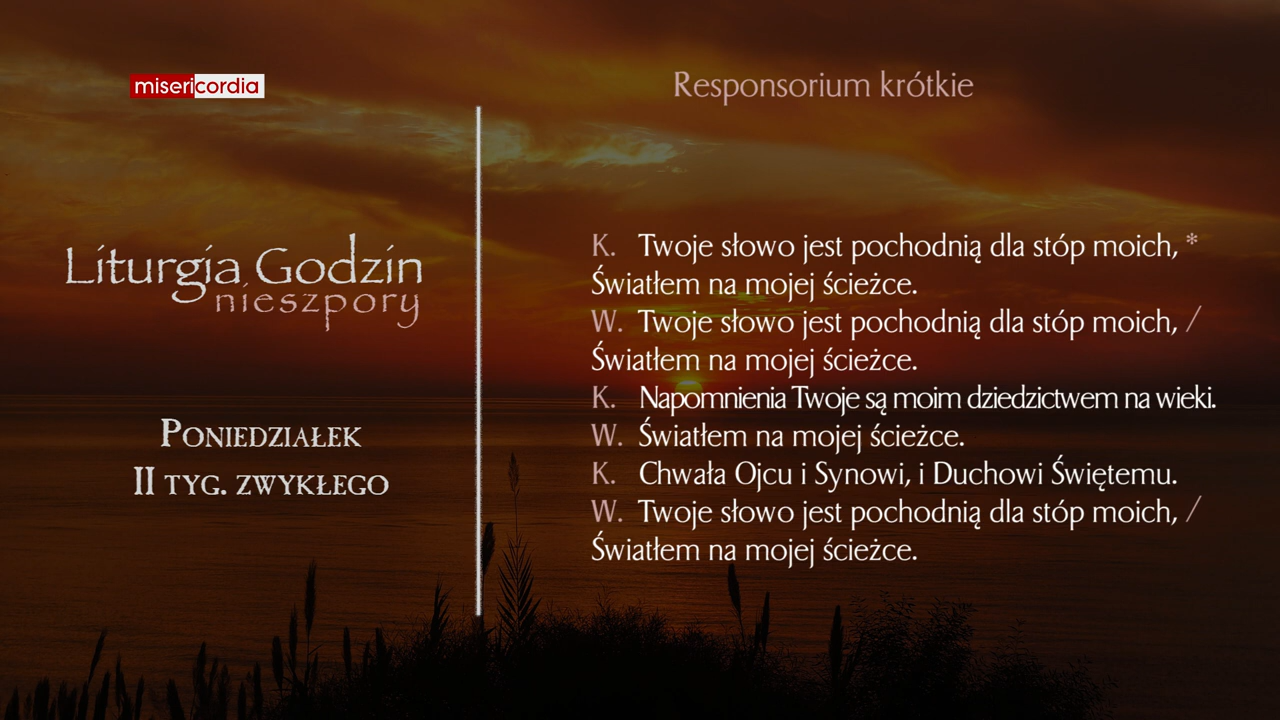 misericordia
Liturgia Godzin
nieszpory
Poniedziałek
II tyg. zwykłego
Responsorium krótkie
K. Twoje słowo jest pochodnią dla stóp moich, *
Światłem na mojej ścieżce.
W. Twoje słowo jest pochodnią dla stóp moich, /
Światłem na mojej ścieżce.
K. Napomnienia Twoje są moim dziedzictwem na wieki.
W. Światłem na mojej ścieżce.
K. Chwała Ojcu i Synowi, i Duchowi Świętemu.
W. Twoje słowo jest pochodnią dla stóp moich, /
Światłem na mojej ścieżce.